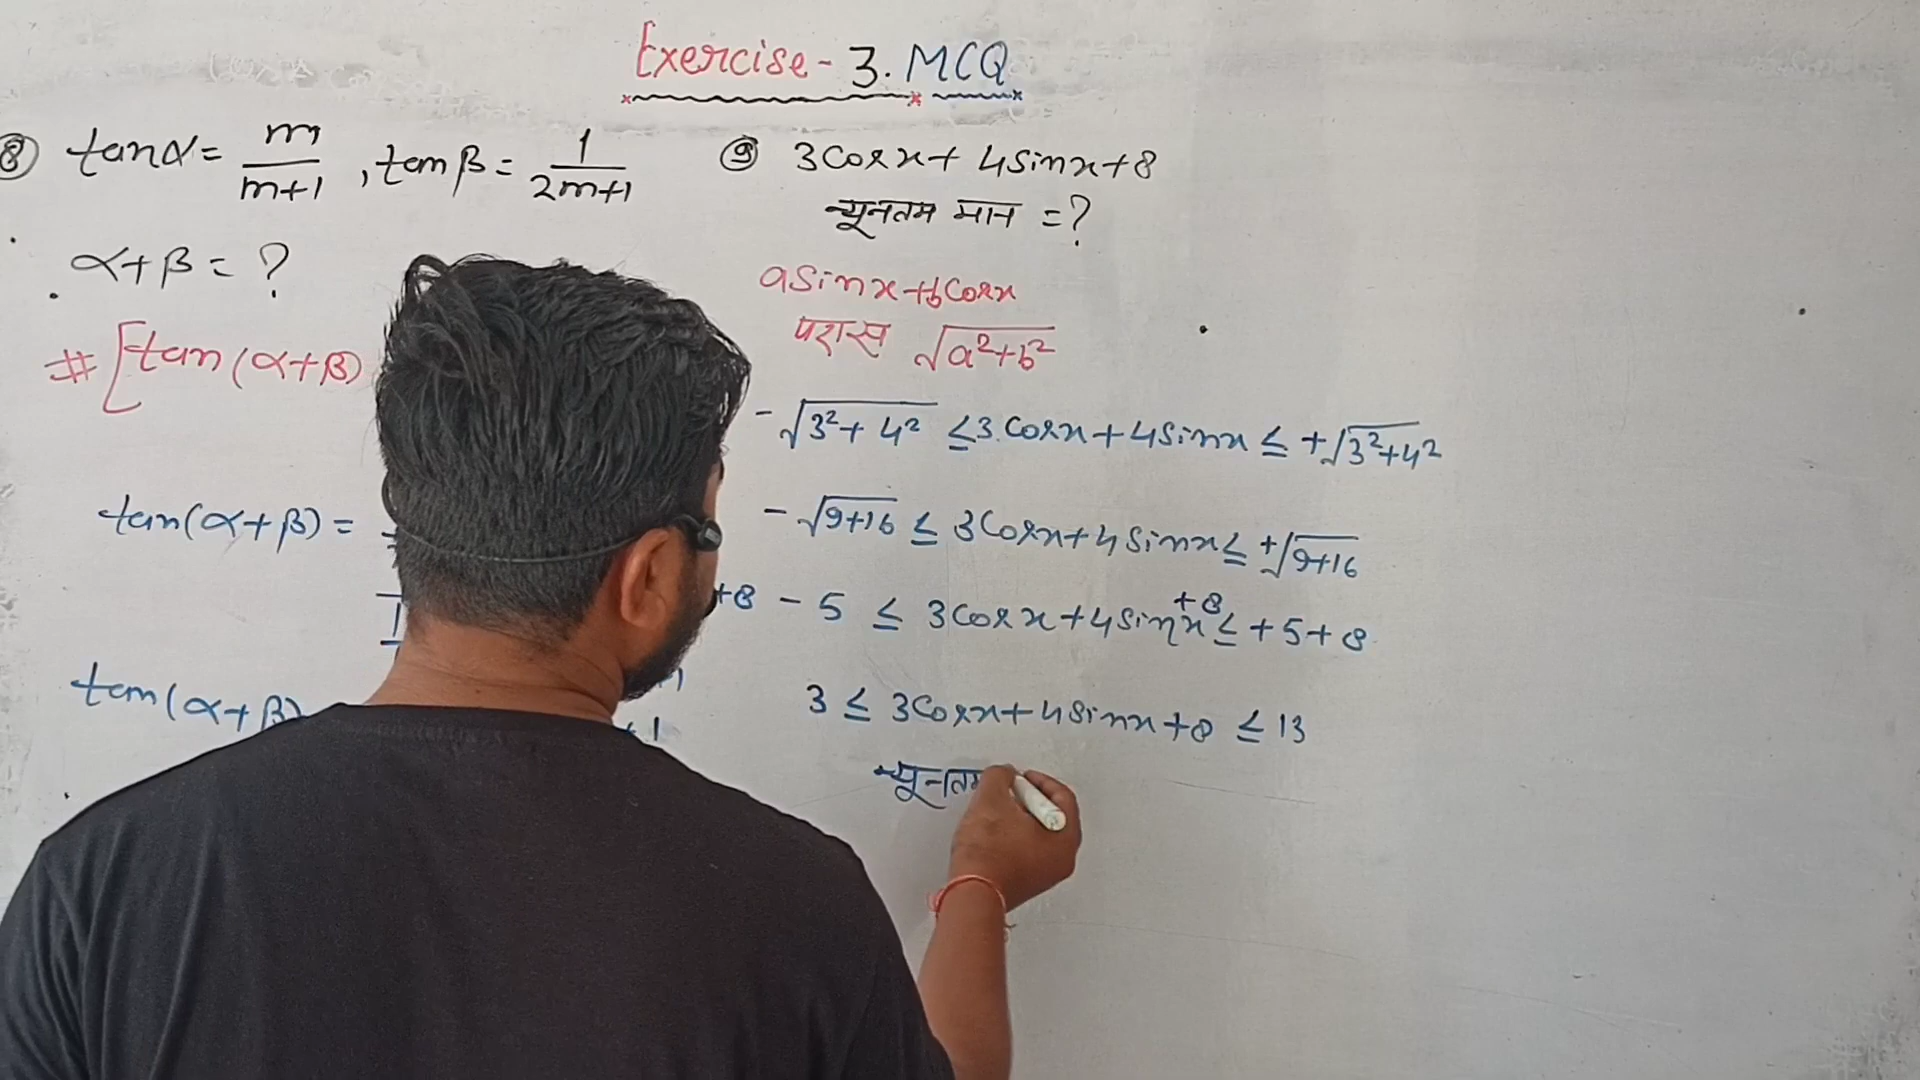 Exercise - 3. MCQ
⑧ tanα = m/m+1 , tanβ = 1/2m+1
α+β = ?
# [tan(α+β)
tan(α+β) =
tan(α+β)
⑨ 3cosx + 4sinx + 8
न्यूनतम मान = ?
asinx + bcosx
परास √a²+b²
-√3²+4² ≤ 3cosx + 4sinx ≤ +√3²+4²
-√9+16 ≤ 3cosx + 4sinx ≤ +√9+16
+8 - 5 ≤ 3cosx + 4sinx +8 ≤ +5+8
3 ≤ 3cosx + 4sinx + 8 ≤ 13
न्यूनतम